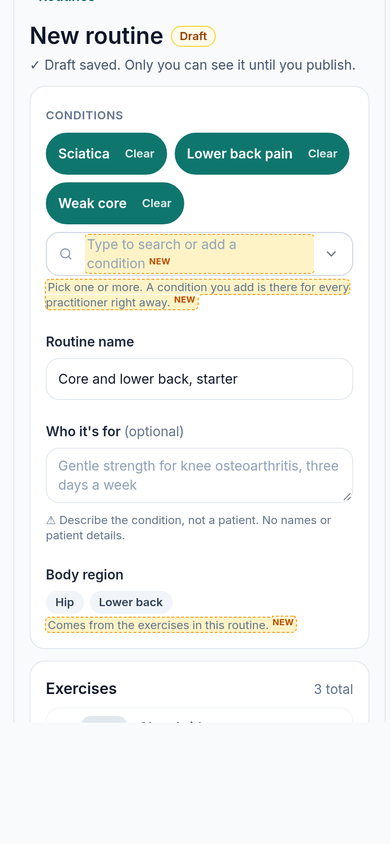 New routine Draft
✓ Draft saved. Only you can see it until you publish.
CONDITIONS
Sciatica Clear Lower back pain Clear
Weak core Clear
Type to search or add a
condition NEW
Pick one or more. A condition you add is there for every
practitioner right away. NEW
Routine name
Core and lower back, starter
Who it's for (optional)
Gentle strength for knee osteoarthritis, three
days a week
⚠ Describe the condition, not a patient. No names or
patient details.
Body region
Hip Lower back
Comes from the exercises in this routine. NEW
Exercises 3 total